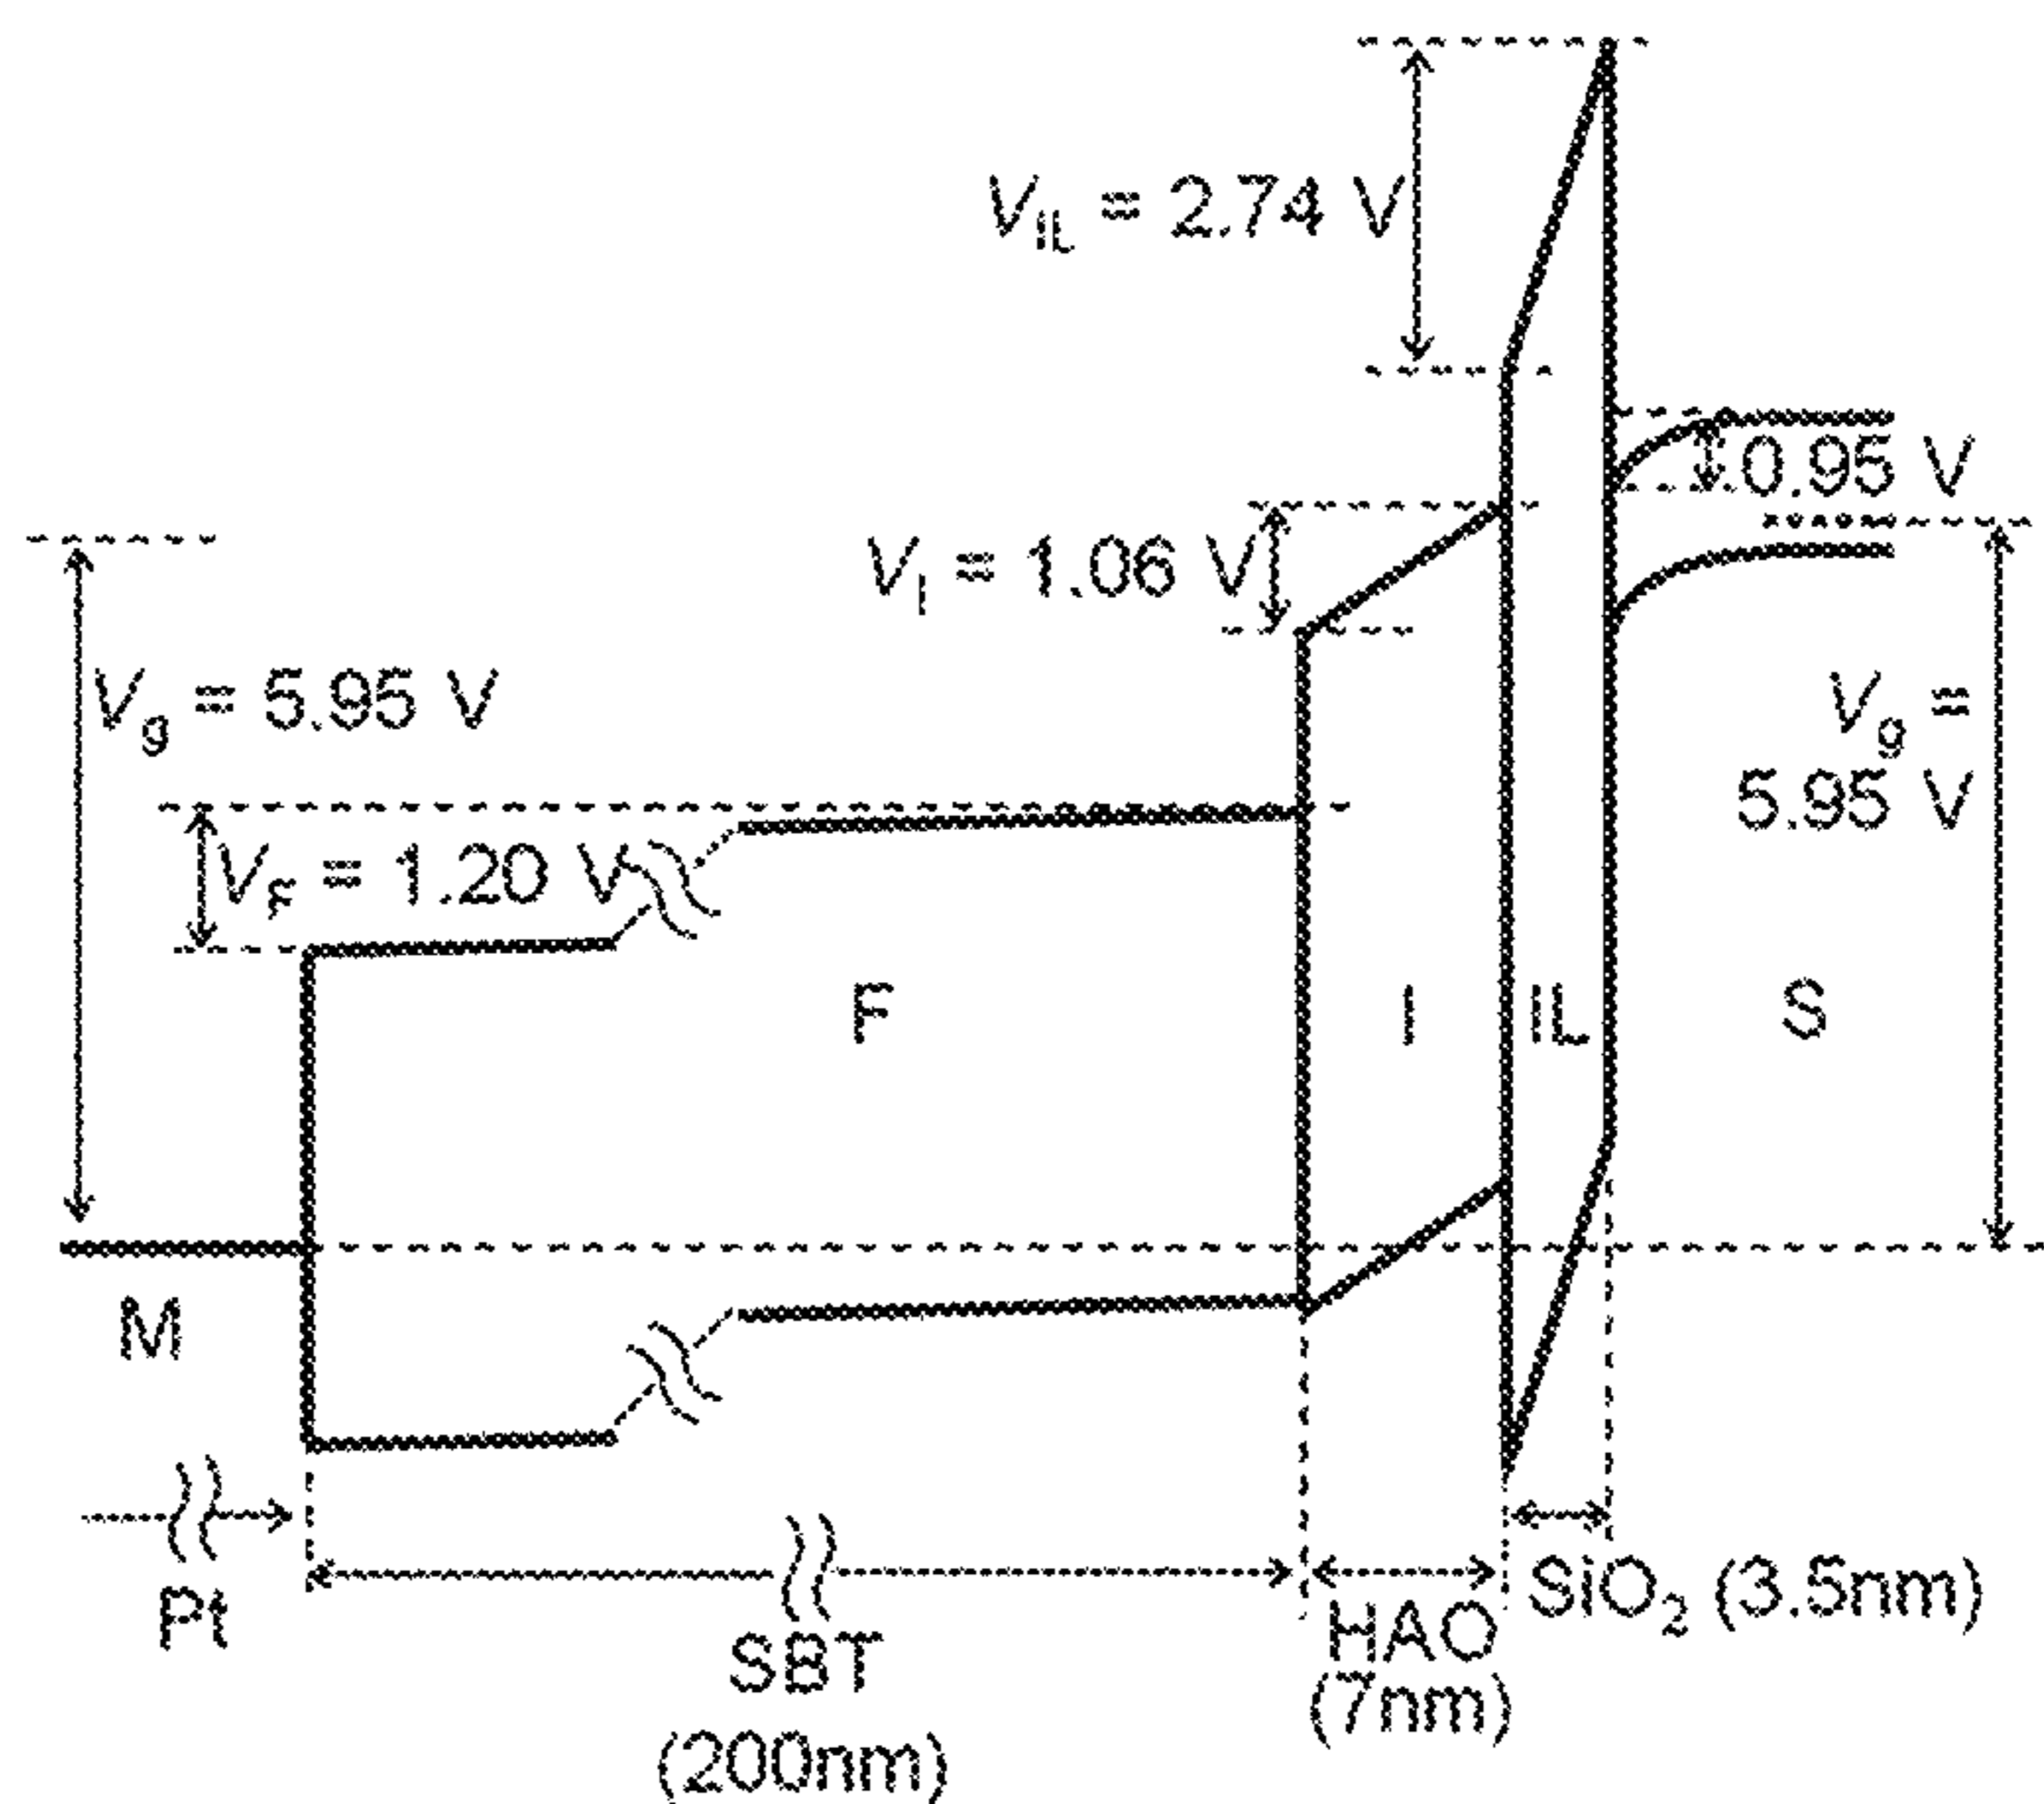 V_IL = 2.74 V
0.95 V
V_I = 1.06 V
V_g = 5.95 V
V_g =
5.95 V
V_F = 1.20 V
F
I
IL
S
M
Pt
SBT
(200nm)
HAO
(7nm)
SiO₂ (3.5nm)